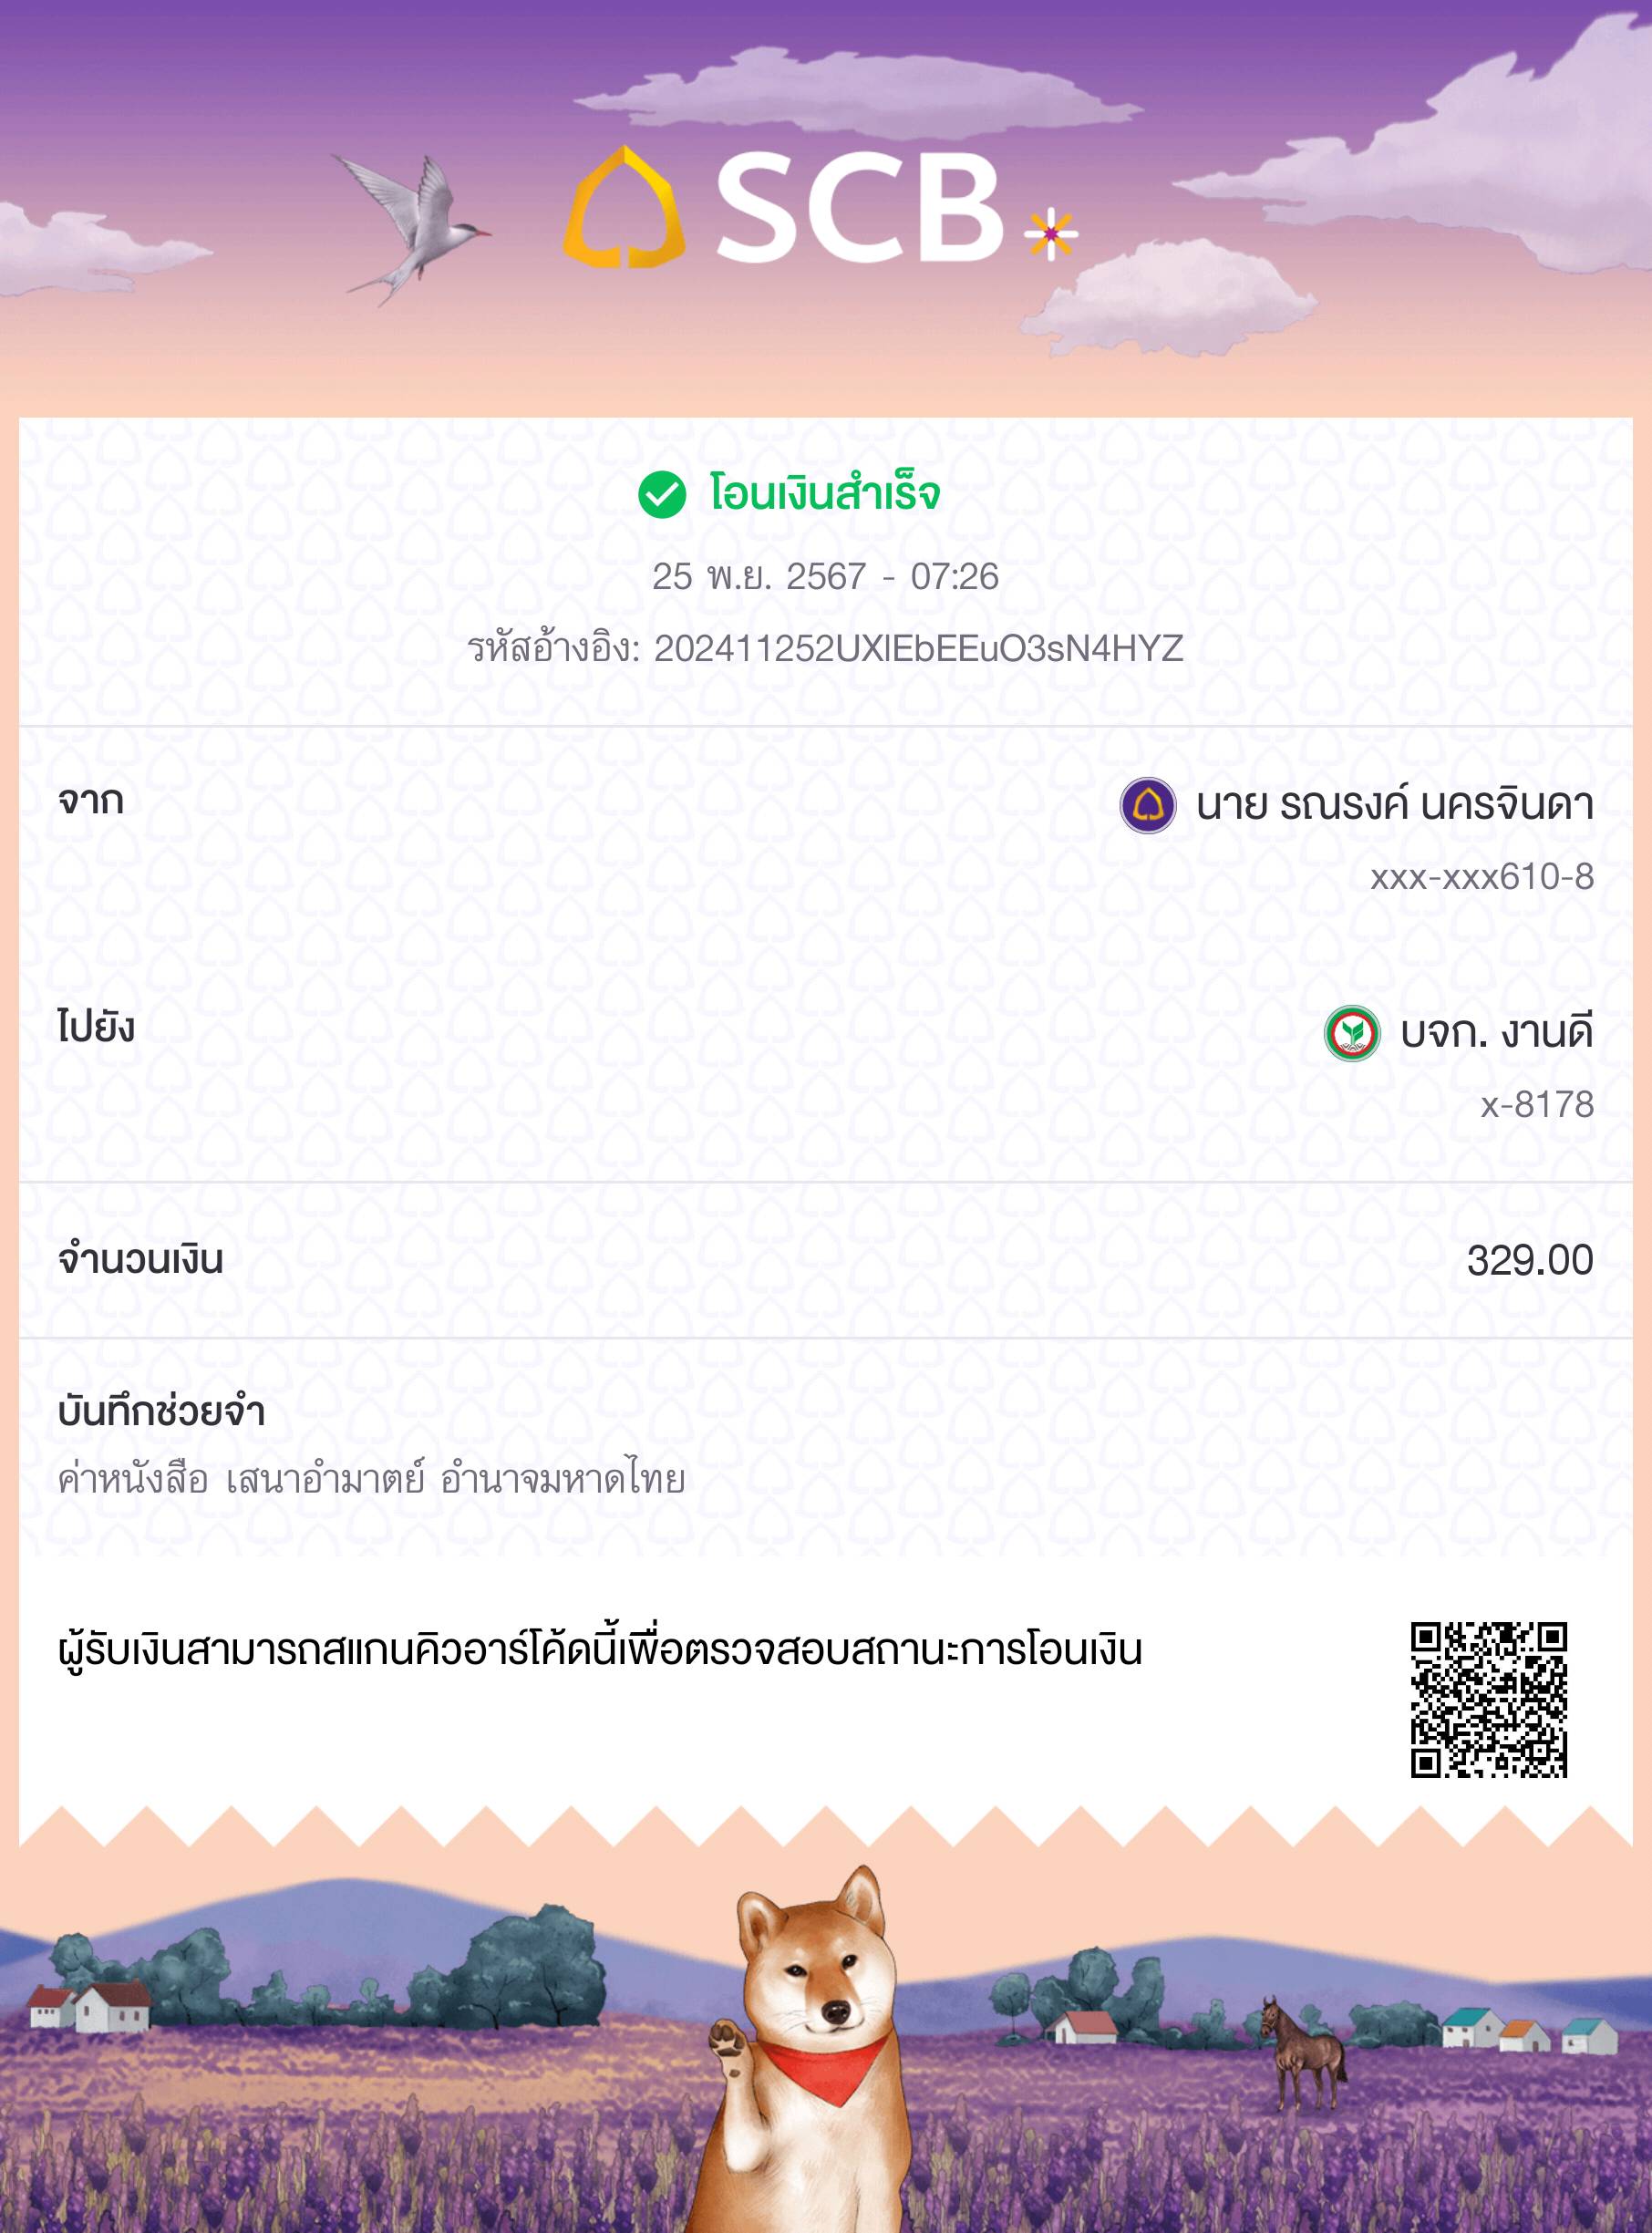 SCB
โอนเงินสำเร็จ
25 พ.ย. 2567 - 07:26
รหัสอ้างอิง: 202411252UXlEbEEuO3sN4HYZ
จาก
นาย รณรงค์ นครจินดา
xxx-xxx610-8
ไปยัง
บจก. งานดี
x-8178
จำนวนเงิน
329.00
บันทึกช่วยจำ
ค่าหนังสือ เสนาอำมาตย์ อำนาจมหาดไทย
ผู้รับเงินสามารถสแกนคิวอาร์โค้ดนี้เพื่อตรวจสอบสถานะการโอนเงิน